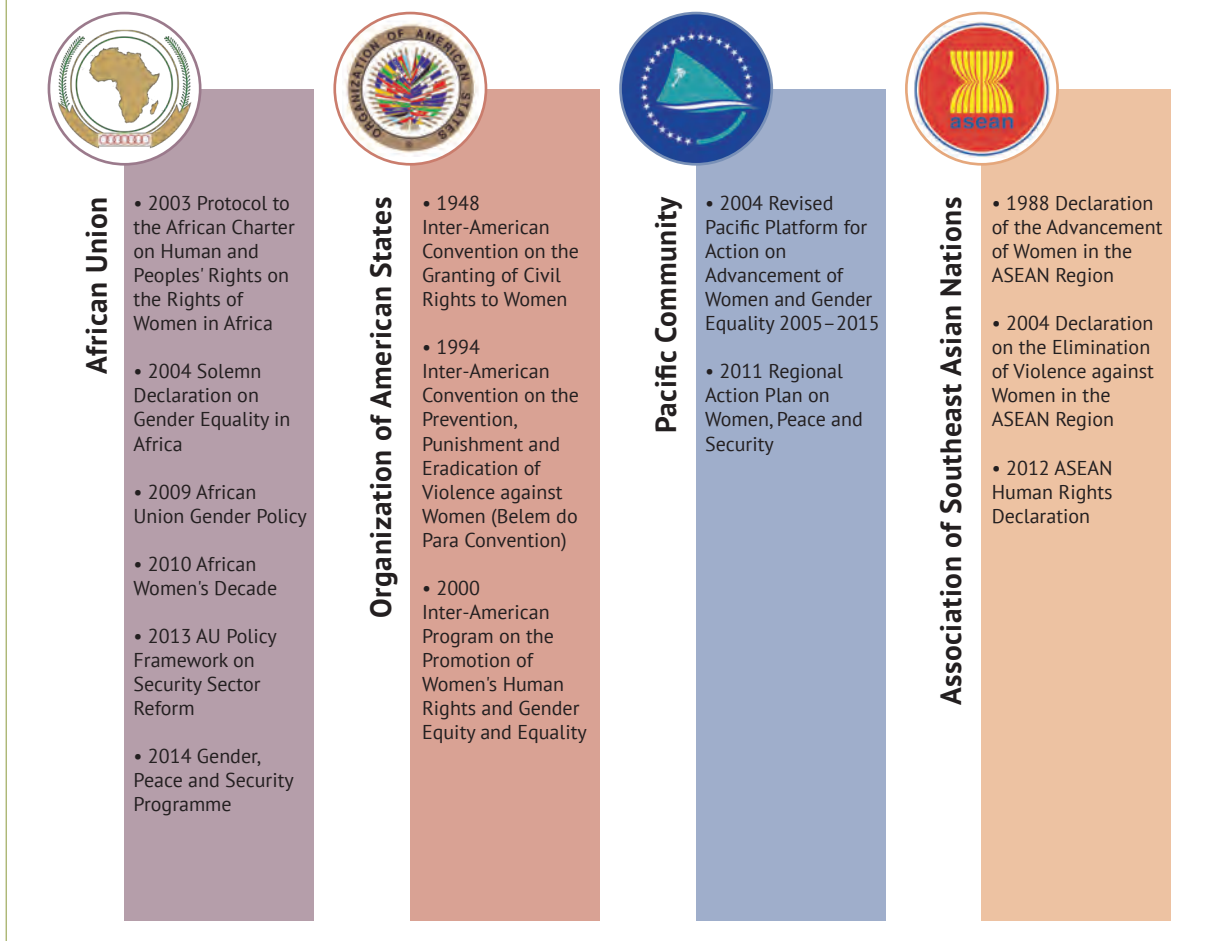 African Union
• 2003 Protocol to
the African Charter
on Human and
Peoples' Rights on
the Rights of
Women in Africa
• 2004 Solemn
Declaration on
Gender Equality in
Africa
• 2009 African
Union Gender Policy
• 2010 African
Women's Decade
• 2013 AU Policy
Framework on
Security Sector
Reform
• 2014 Gender,
Peace and Security
Programme
ORGANIZATION OF AMERICAN STATES
Organization of American States
• 1948
Inter-American
Convention on the
Granting of Civil
Rights to Women
• 1994
Inter-American
Convention on the
Prevention,
Punishment and
Eradication of
Violence against
Women (Belem do
Para Convention)
• 2000
Inter-American
Program on the
Promotion of
Women's Human
Rights and Gender
Equity and Equality
Pacific Community
• 2004 Revised
Pacific Platform for
Action on
Advancement of
Women and Gender
Equality 2005–2015
• 2011 Regional
Action Plan on
Women, Peace and
Security
asean
Association of Southeast Asian Nations
• 1988 Declaration
of the Advancement
of Women in the
ASEAN Region
• 2004 Declaration
on the Elimination
of Violence against
Women in the
ASEAN Region
• 2012 ASEAN
Human Rights
Declaration